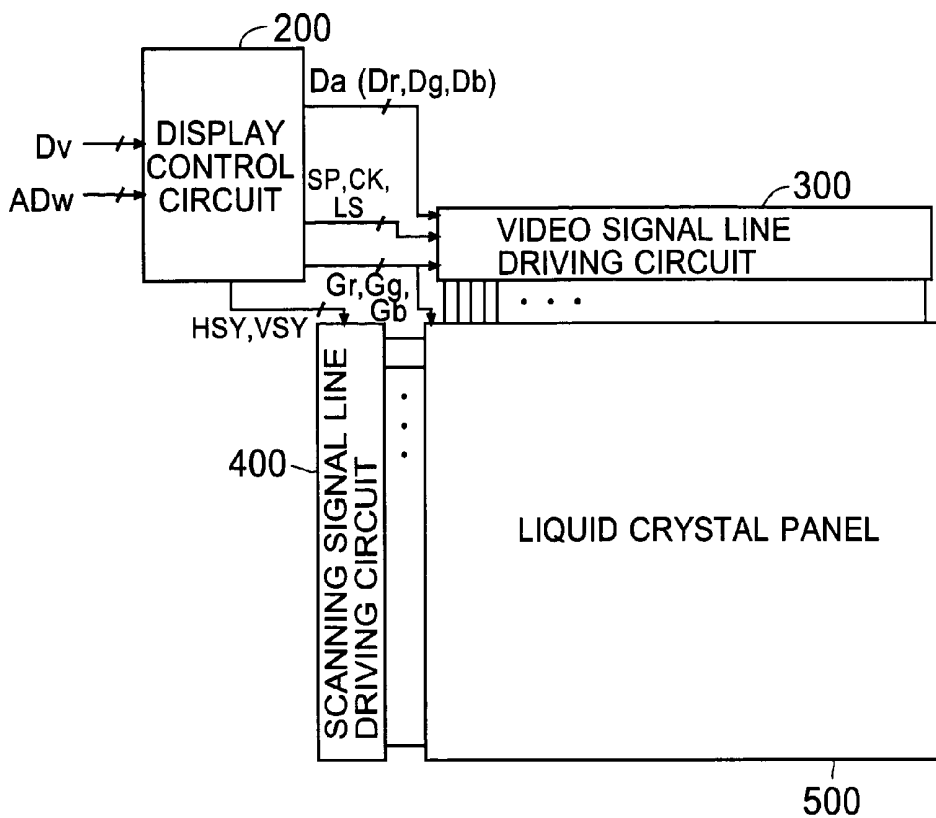 200
Da (Dr,Dg,Db)
Dv
ADw
DISPLAY
CONTROL
CIRCUIT
SP,CK,
LS
300
VIDEO SIGNAL LINE
DRIVING CIRCUIT
Gr,Gg,
Gb
HSY,VSY
400
SCANNING SIGNAL LINE
DRIVING CIRCUIT
LIQUID CRYSTAL PANEL
500